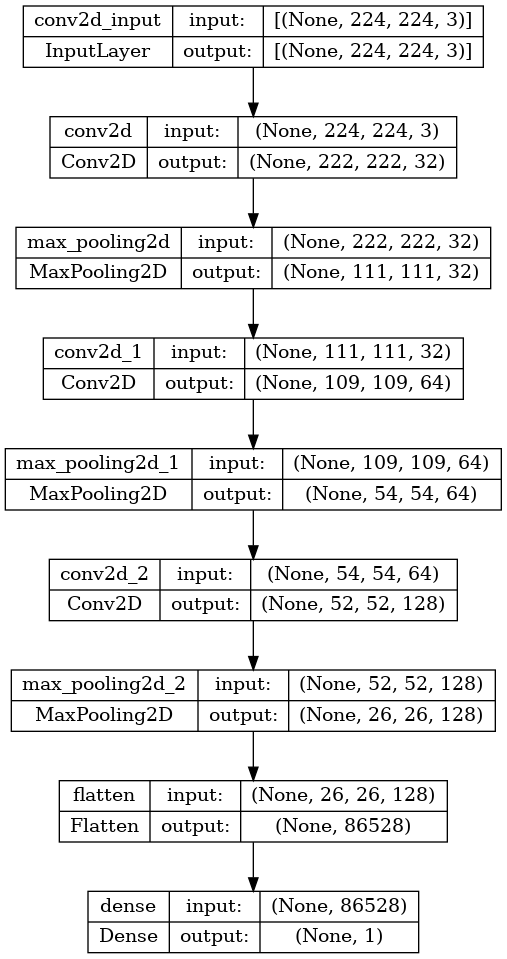 conv2d_input input: [(None, 224, 224, 3)]
InputLayer output: [(None, 224, 224, 3)]
conv2d input: (None, 224, 224, 3)
Conv2D output: (None, 222, 222, 32)
max_pooling2d input: (None, 222, 222, 32)
MaxPooling2D output: (None, 111, 111, 32)
conv2d_1 input: (None, 111, 111, 32)
Conv2D output: (None, 109, 109, 64)
max_pooling2d_1 input: (None, 109, 109, 64)
MaxPooling2D output: (None, 54, 54, 64)
conv2d_2 input: (None, 54, 54, 64)
Conv2D output: (None, 52, 52, 128)
max_pooling2d_2 input: (None, 52, 52, 128)
MaxPooling2D output: (None, 26, 26, 128)
flatten input: (None, 26, 26, 128)
Flatten output: (None, 86528)
dense input: (None, 86528)
Dense output: (None, 1)